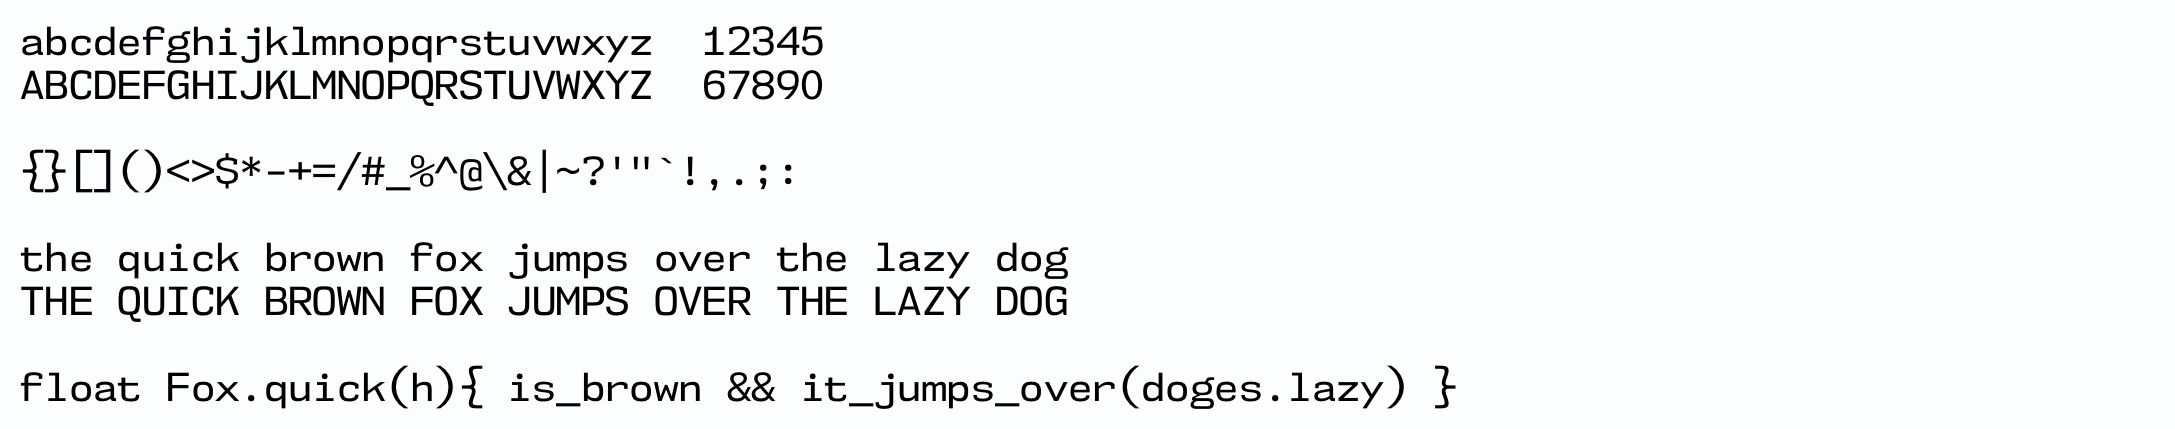 abcdefghijklmnopqrstuvwxyz  12345
ABCDEFGHIJKLMNOPQRSTUVWXYZ  67890
{}[]()<>$*-+=/#_%^@\&|~?'"`!,.;:
the quick brown fox jumps over the lazy dog
THE QUICK BROWN FOX JUMPS OVER THE LAZY DOG
float Fox.quick(h){ is_brown && it_jumps_over(doges.lazy) }